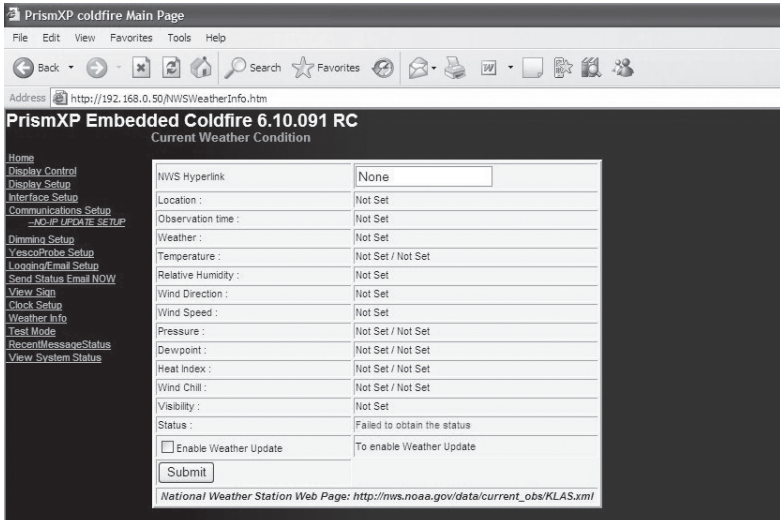 PrismXP coldfire Main Page
File Edit View Favorites Tools Help
Back Search Favorites
Address http://192.168.0.50/NWSWeatherInfo.htm
PrismXP Embedded Coldfire 6.10.091 RC
Current Weather Condition
Home
Display Control
Display Setup
Interface Setup
Communications Setup
--NO-IP UPDATE SETUP
Dimming Setup
YescoProbe Setup
Logging/Email Setup
Send Status Email NOW
View Sign
Clock Setup
Weather Info
Test Mode
RecentMessageStatus
View System Status
NWS Hyperlink None
Location : Not Set
Observation time : Not Set
Weather : Not Set
Temperature : Not Set / Not Set
Relative Humidity : Not Set
Wind Direction : Not Set
Wind Speed : Not Set
Pressure : Not Set / Not Set
Dewpoint : Not Set / Not Set
Heat Index : Not Set / Not Set
Wind Chill : Not Set / Not Set
Visibility : Not Set
Status : Failed to obtain the status
Enable Weather Update To enable Weather Update
Submit
National Weather Station Web Page: http://nws.noaa.gov/data/current_obs/KLAS.xml